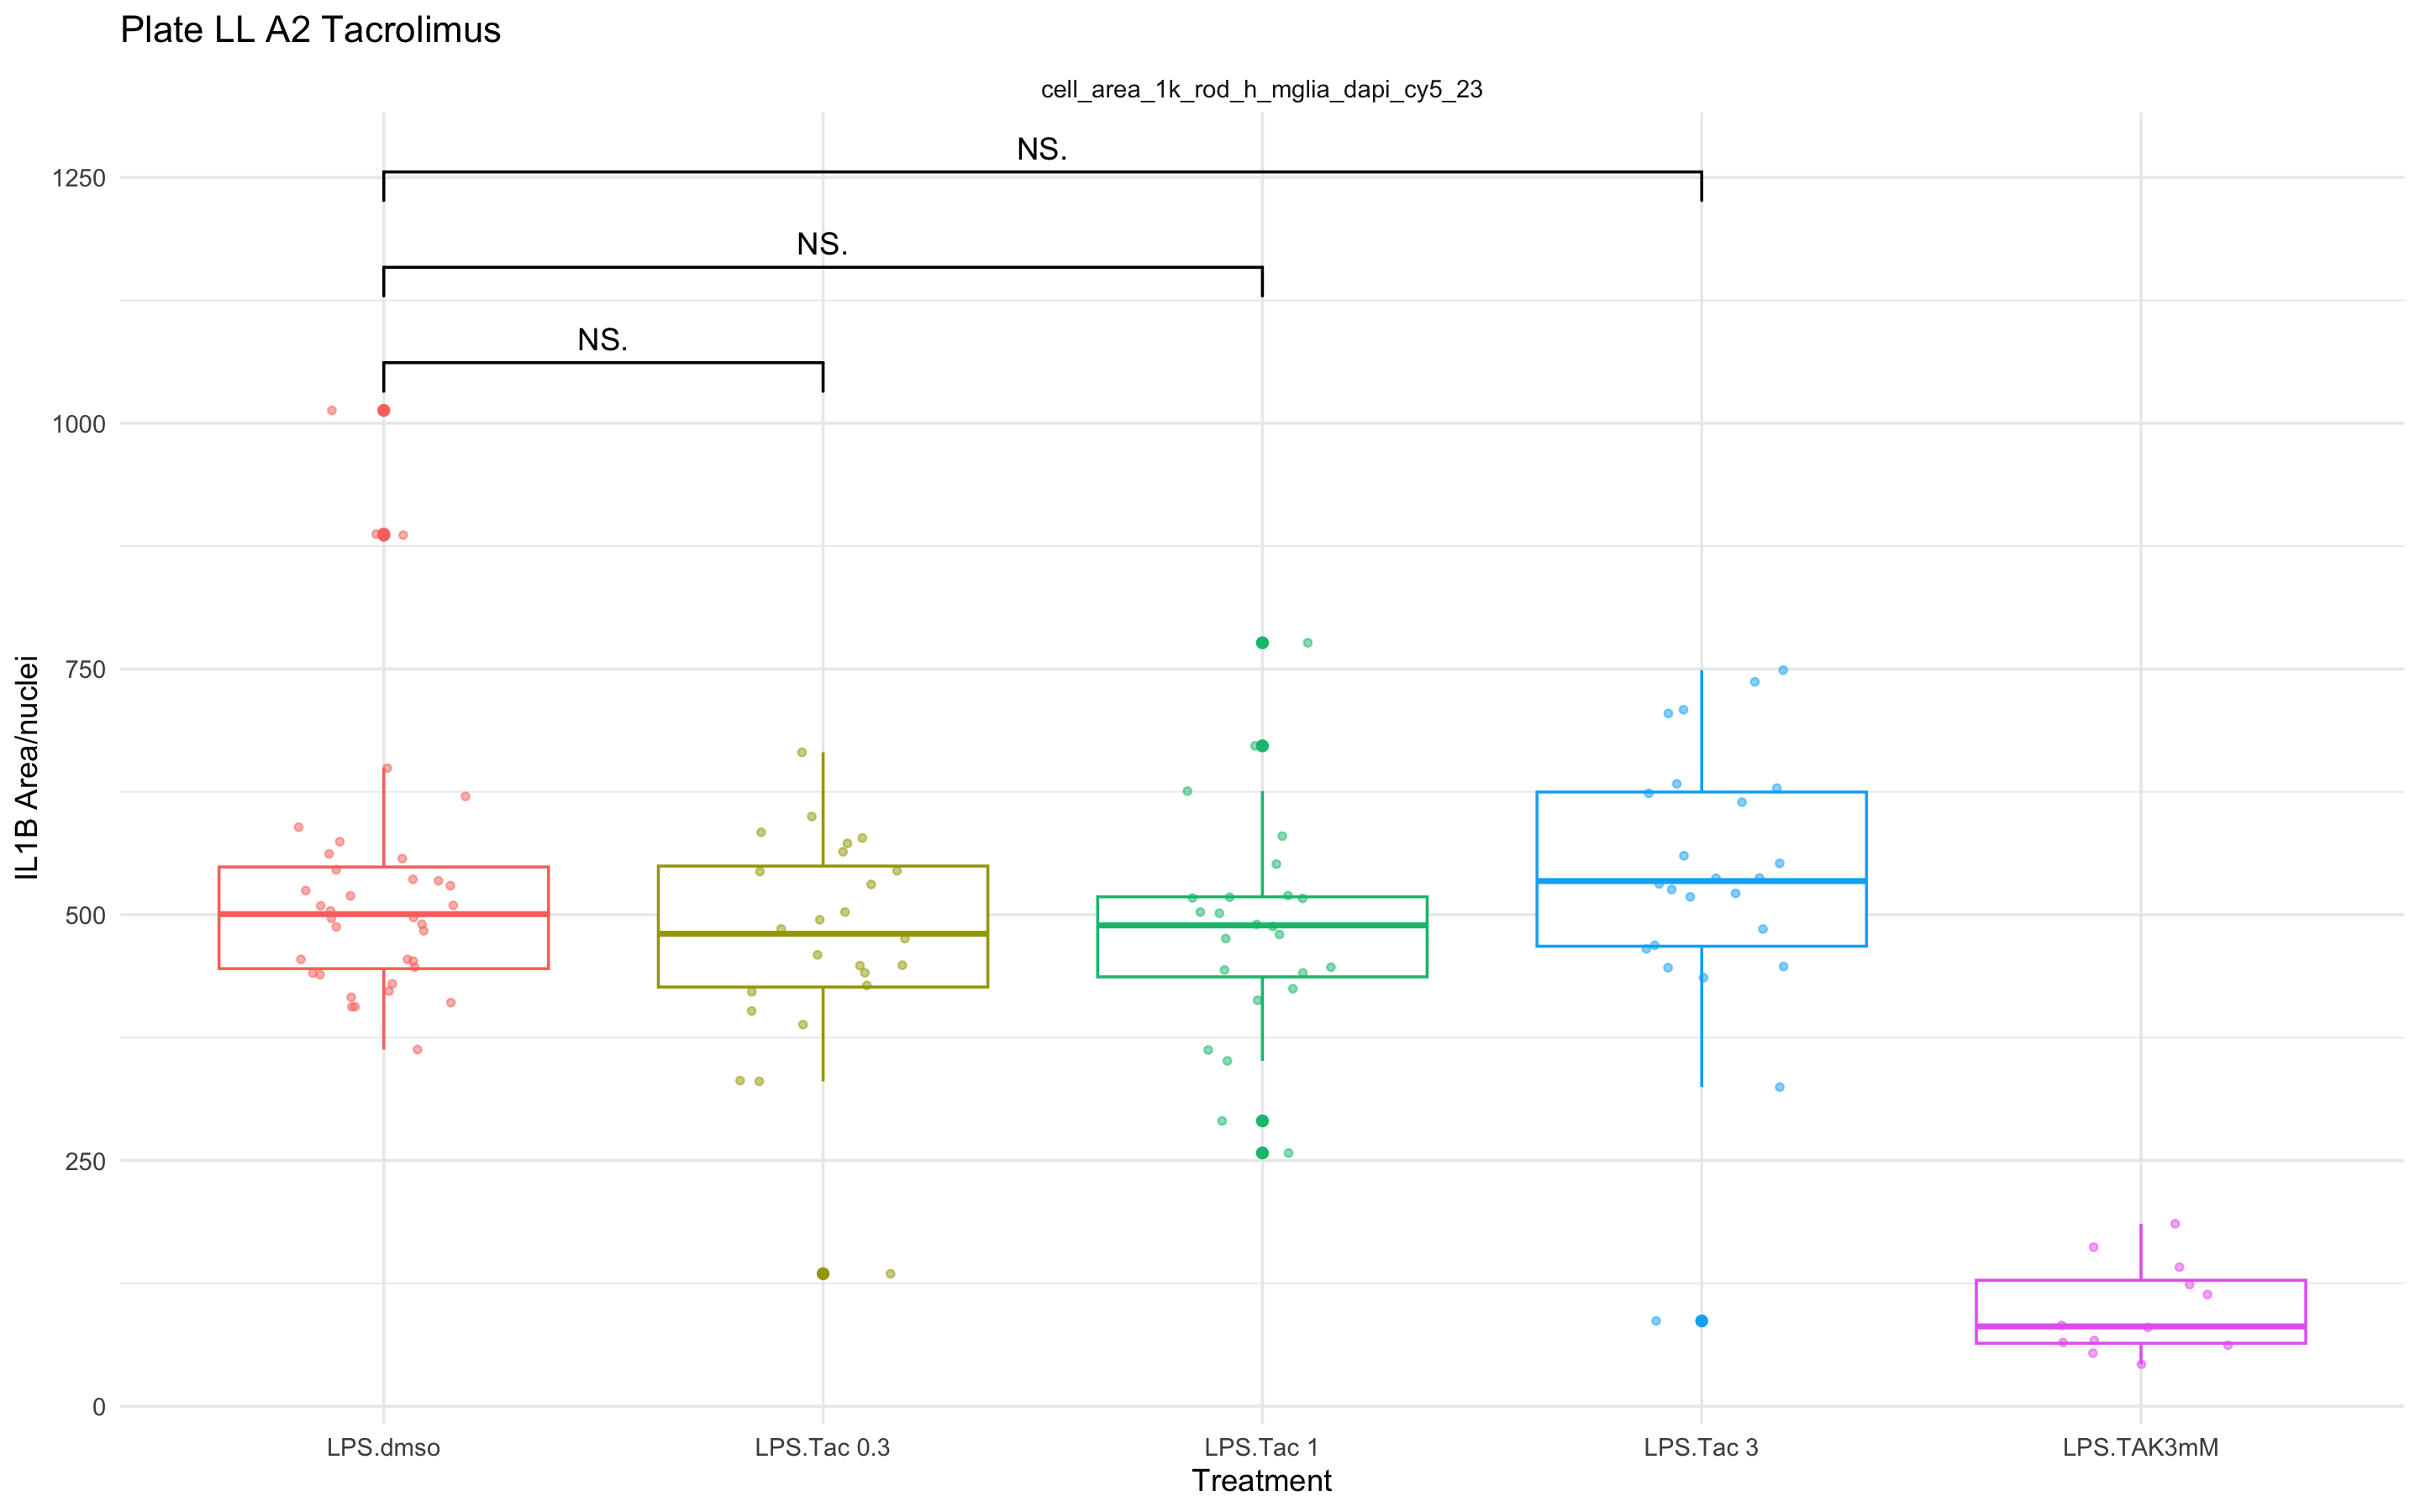 Plate LL A2 Tacrolimus
cell_area_1k_rod_h_mglia_dapi_cy5_23
NS.
NS.
NS.
1250
1000
750
500
250
0
IL1B Area/nuclei
LPS.dmso
LPS.Tac 0.3
LPS.Tac 1
LPS.Tac 3
LPS.TAK3mM
Treatment